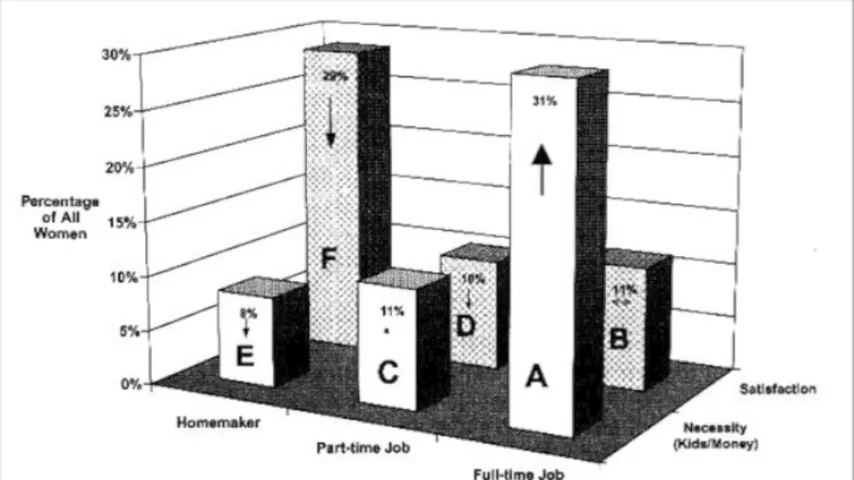 30%
25%
20%
15%
10%
5%
0%
Percentage
of All
Women
29%
F
31%
A
8%
E
11%
C
10%
D
11%
B
Homemaker
Part-time Job
Full-time Job
Satisfaction
Necessity
(Kids/Money)